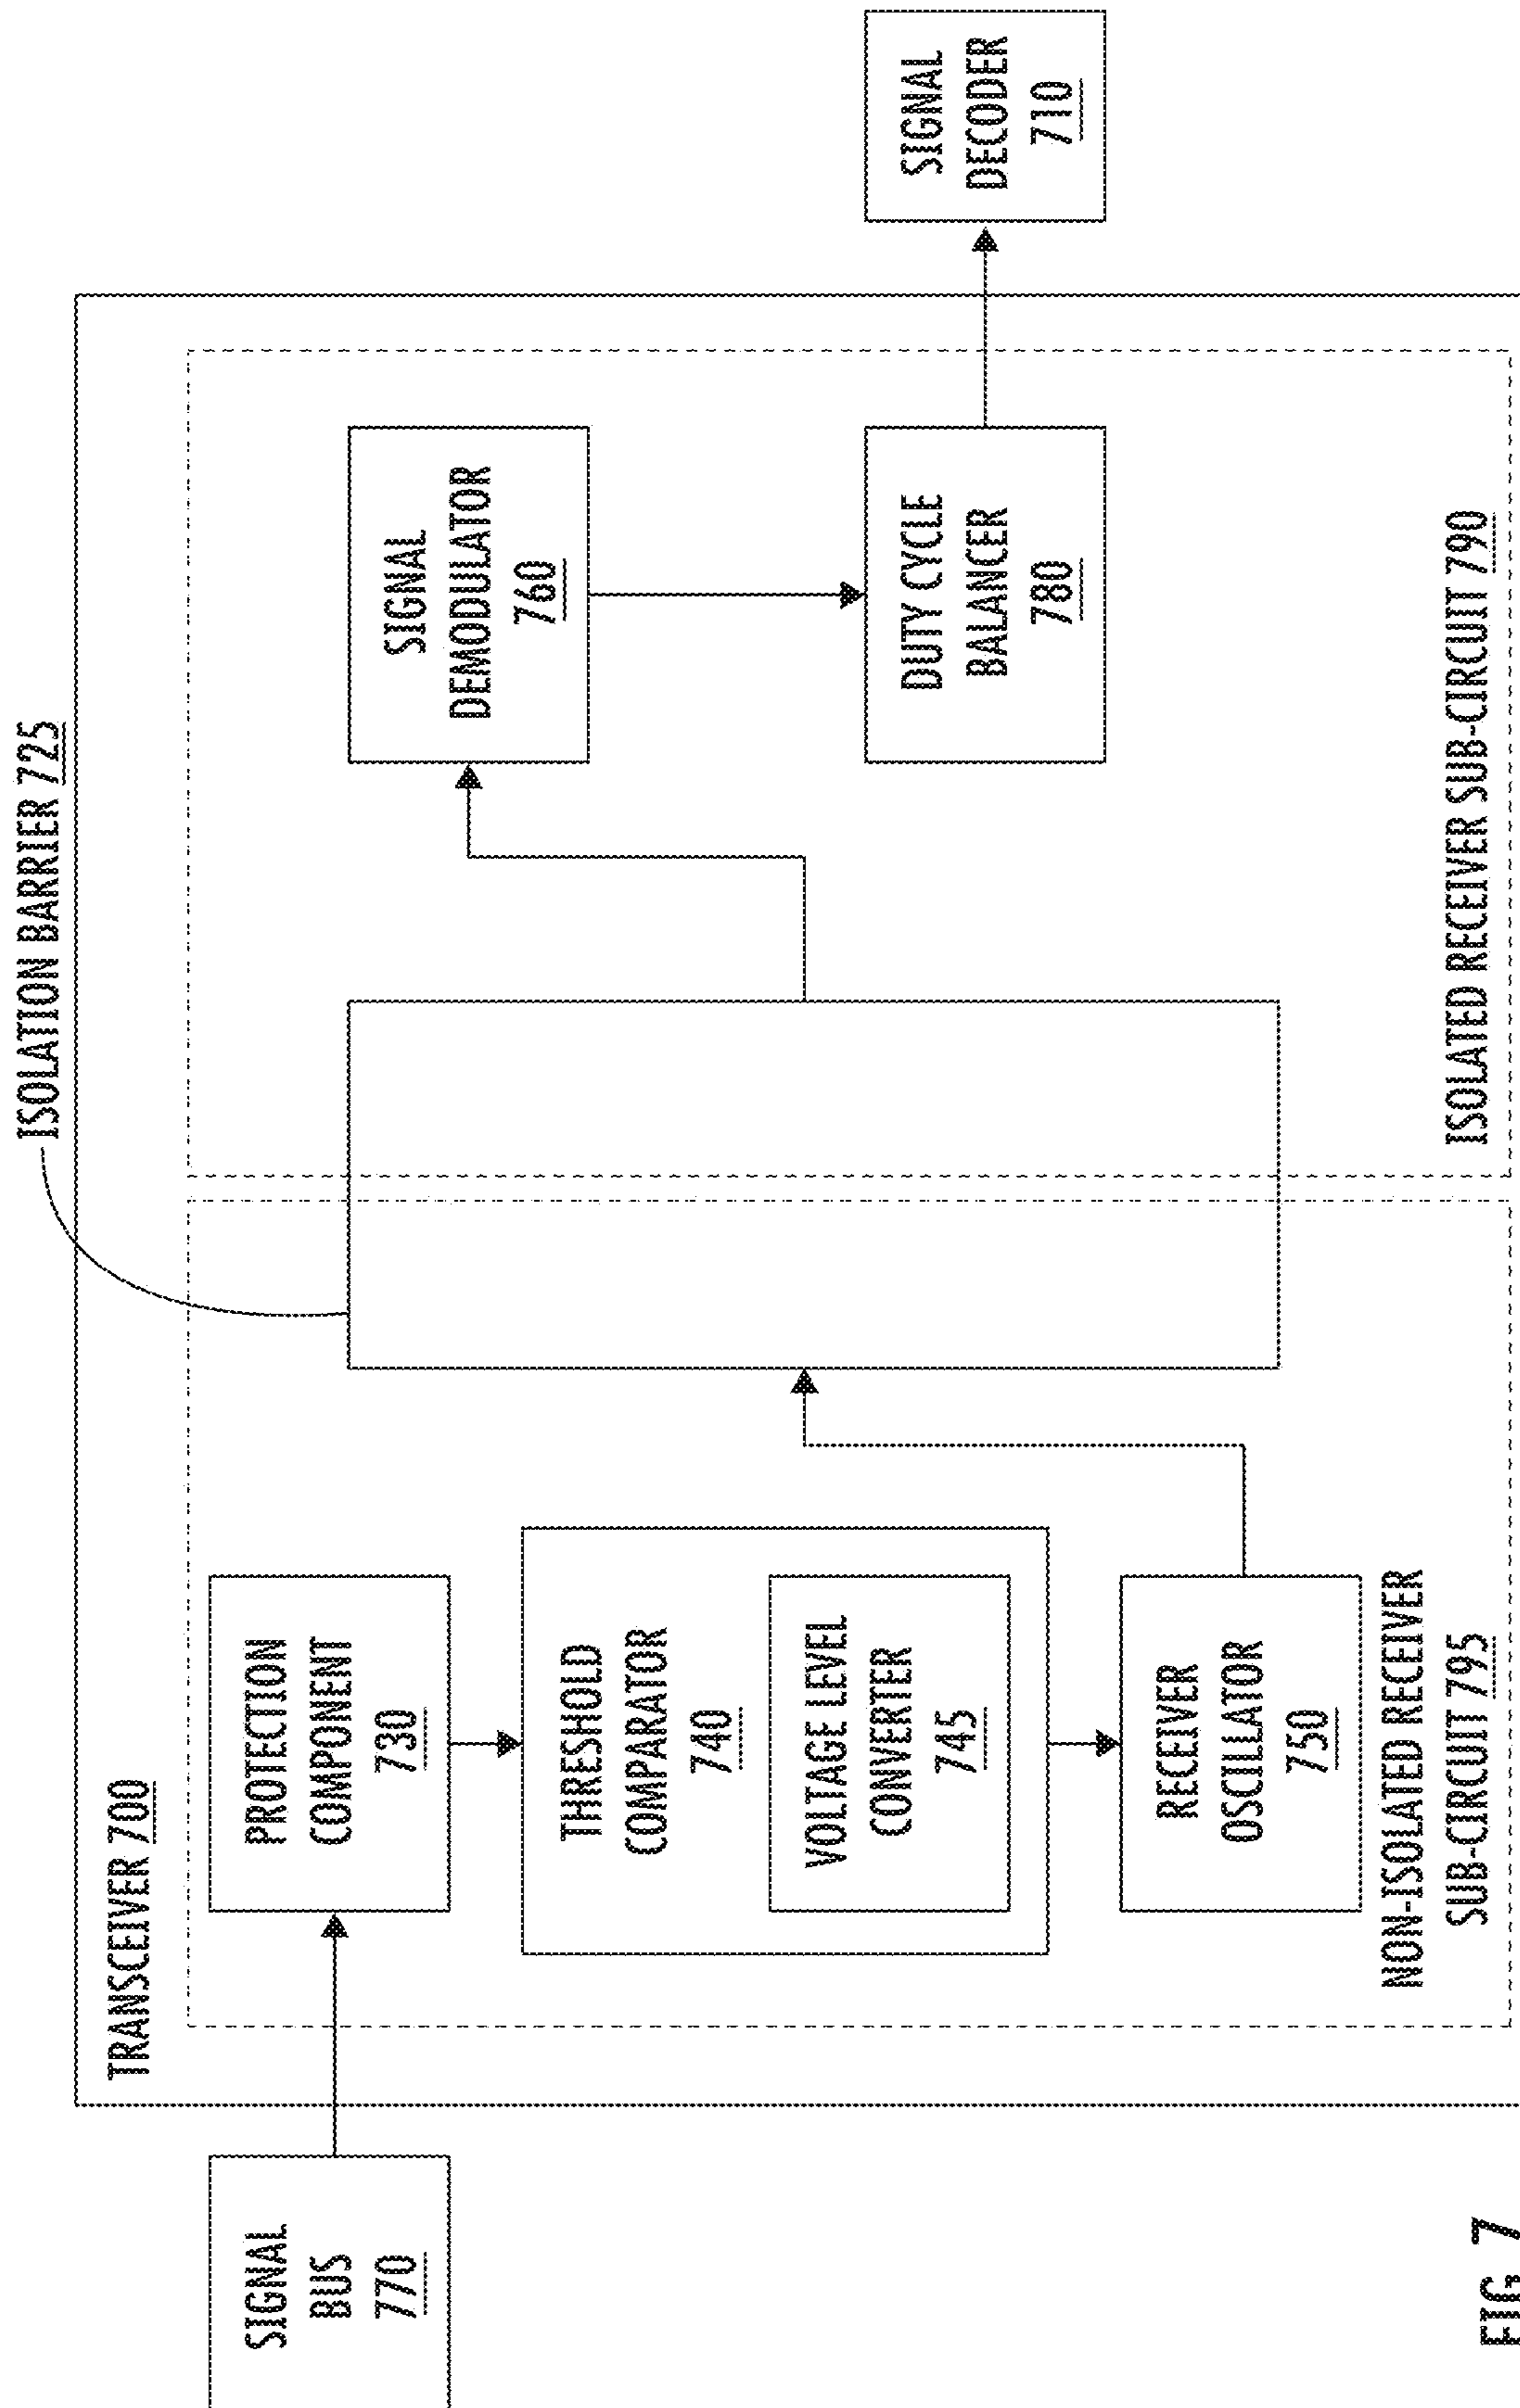 ISOLATION BARRIER 725
TRANSCEIVER 700
SIGNAL
BUS
770
PROTECTION
COMPONENT
730
THRESHOLD
COMPARATOR
740
VOLTAGE LEVEL
CONVERTER
745
RECEIVER
OSCILLATOR
750
NON-ISOLATED RECEIVER
SUB-CIRCUIT 795
SIGNAL
DEMODULATOR
760
DUTY CYCLE
BALANCER
780
ISOLATED RECEIVER SUB-CIRCUIT 790
SIGNAL
DECODER
710
FIG. 7